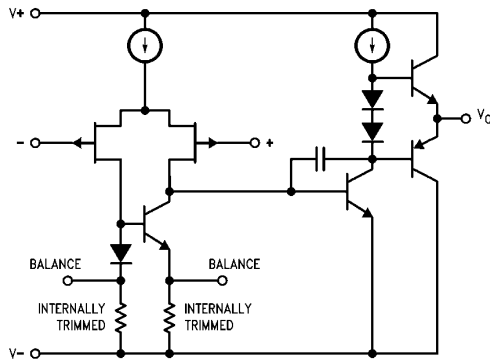 V+
-
+
VO
BALANCE
BALANCE
INTERNALLY
TRIMMED
INTERNALLY
TRIMMED
V-